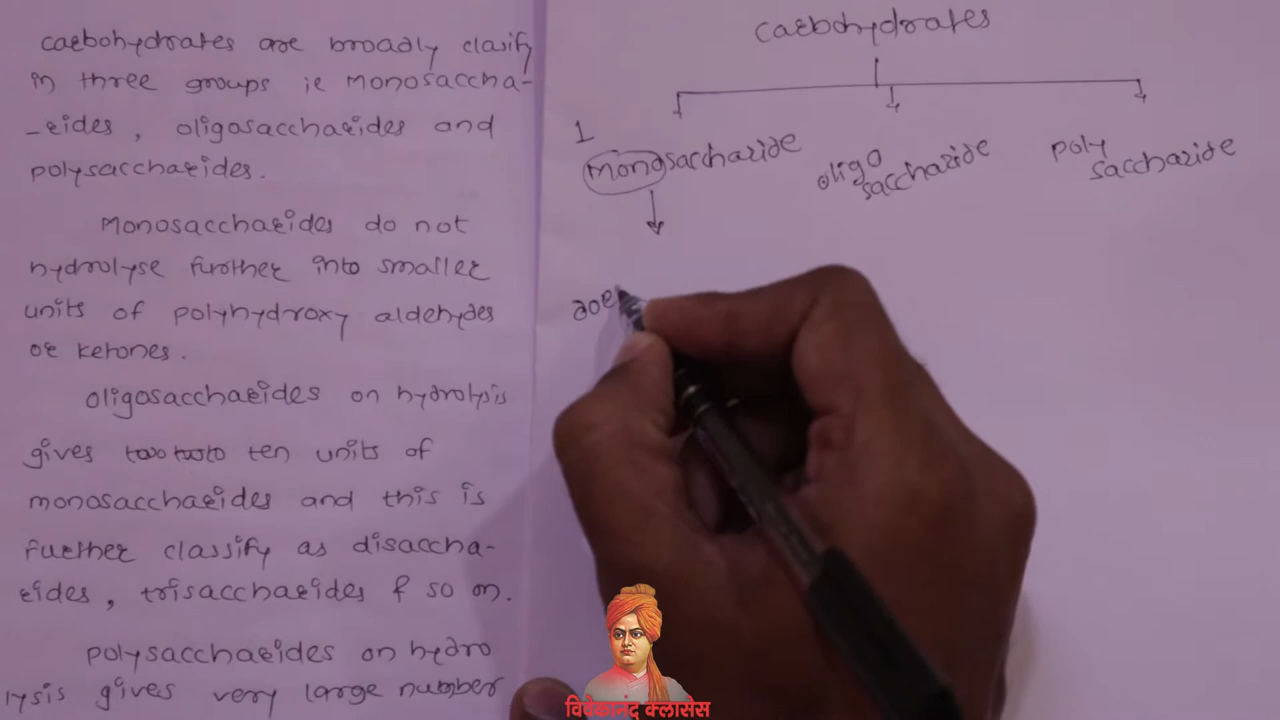 carbohydrates are broadly clasify
in three groups ie Monosaccha-
-rides, oligosaccharides and
polysaccharides.
Monosaccharides do not
hydrolyse further into smaller
units of polyhydroxy aldehydes
or ketones.
oligosaccharides on hydrolysis
gives ten units of
monosaccharides and this is
further classify as disaccha-
rides, trisaccharides & so on.
polysaccharides on hydro
lysis gives very large number
carbohydrates
1
monosaccharide
oligo
saccharide
poly
saccharide
doe
विवेकानंद क्लासेस